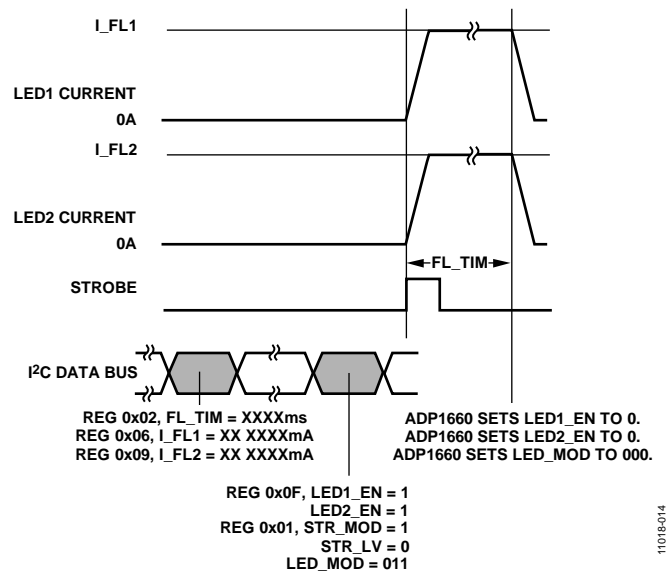 I_FL1
LED1 CURRENT
0A
I_FL2
LED2 CURRENT
0A
FL_TIM
STROBE
I2C DATA BUS
REG 0x02, FL_TIM = XXXXms
REG 0x06, I_FL1 = XX XXXXmA
REG 0x09, I_FL2 = XX XXXXmA
ADP1660 SETS LED1_EN TO 0.
ADP1660 SETS LED2_EN TO 0.
ADP1660 SETS LED_MOD TO 000.
REG 0x0F, LED1_EN = 1
LED2_EN = 1
REG 0x01, STR_MOD = 1
STR_LV = 0
LED_MOD = 011
11018-014